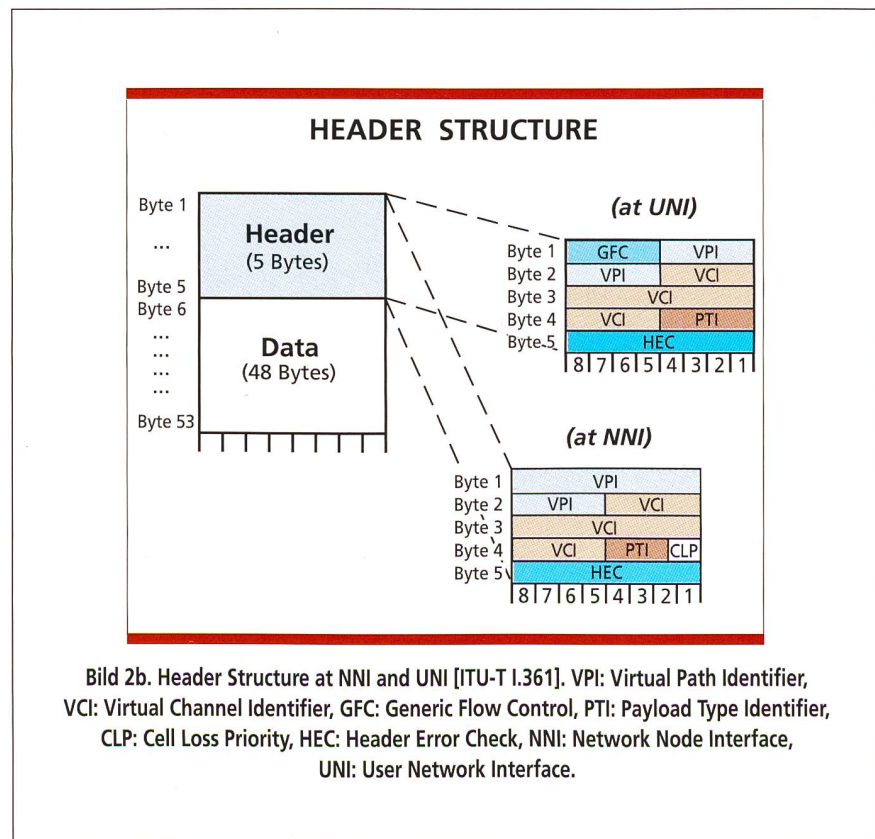 HEADER STRUCTURE
Byte 1
...
Byte 5
Byte 6
...
...
...
...
Byte 53
Header
(5 Bytes)
Data
(48 Bytes)
(at UNI)
Byte 1 GFC VPI
Byte 2 VPI VCI
Byte 3 VCI
Byte 4 VCI PTI
Byte 5 HEC
8 7 6 5 4 3 2 1
(at NNI)
Byte 1 VPI
Byte 2 VPI VCI
Byte 3 VCI
Byte 4 VCI PTI CLP
Byte 5 HEC
8 7 6 5 4 3 2 1
Bild 2b. Header Structure at NNI and UNI [ITU-T I.361]. VPI: Virtual Path Identifier,
VCI: Virtual Channel Identifier, GFC: Generic Flow Control, PTI: Payload Type Identifier,
CLP: Cell Loss Priority, HEC: Header Error Check, NNI: Network Node Interface,
UNI: User Network Interface.